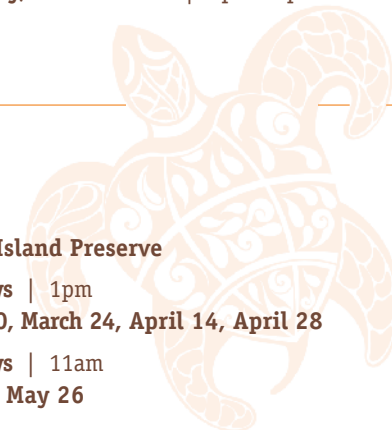 Island Preserve
ys | 1pm
0, March 24, April 14, April 28
ys | 11am
May 26